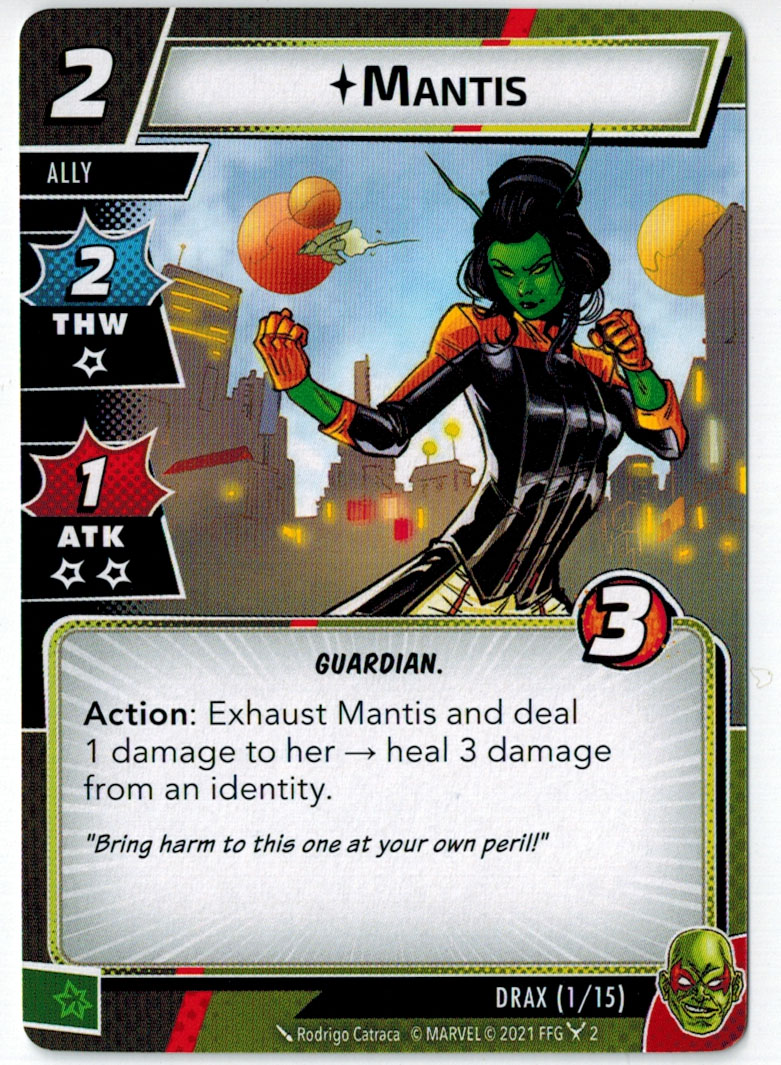 2
MANTIS
ALLY
2
THW
1
ATK
3
GUARDIAN.
Action: Exhaust Mantis and deal
1 damage to her → heal 3 damage
from an identity.
"Bring harm to this one at your own peril!"
DRAX (1/15)
Rodrigo Catraca © MARVEL © 2021 FFG 2